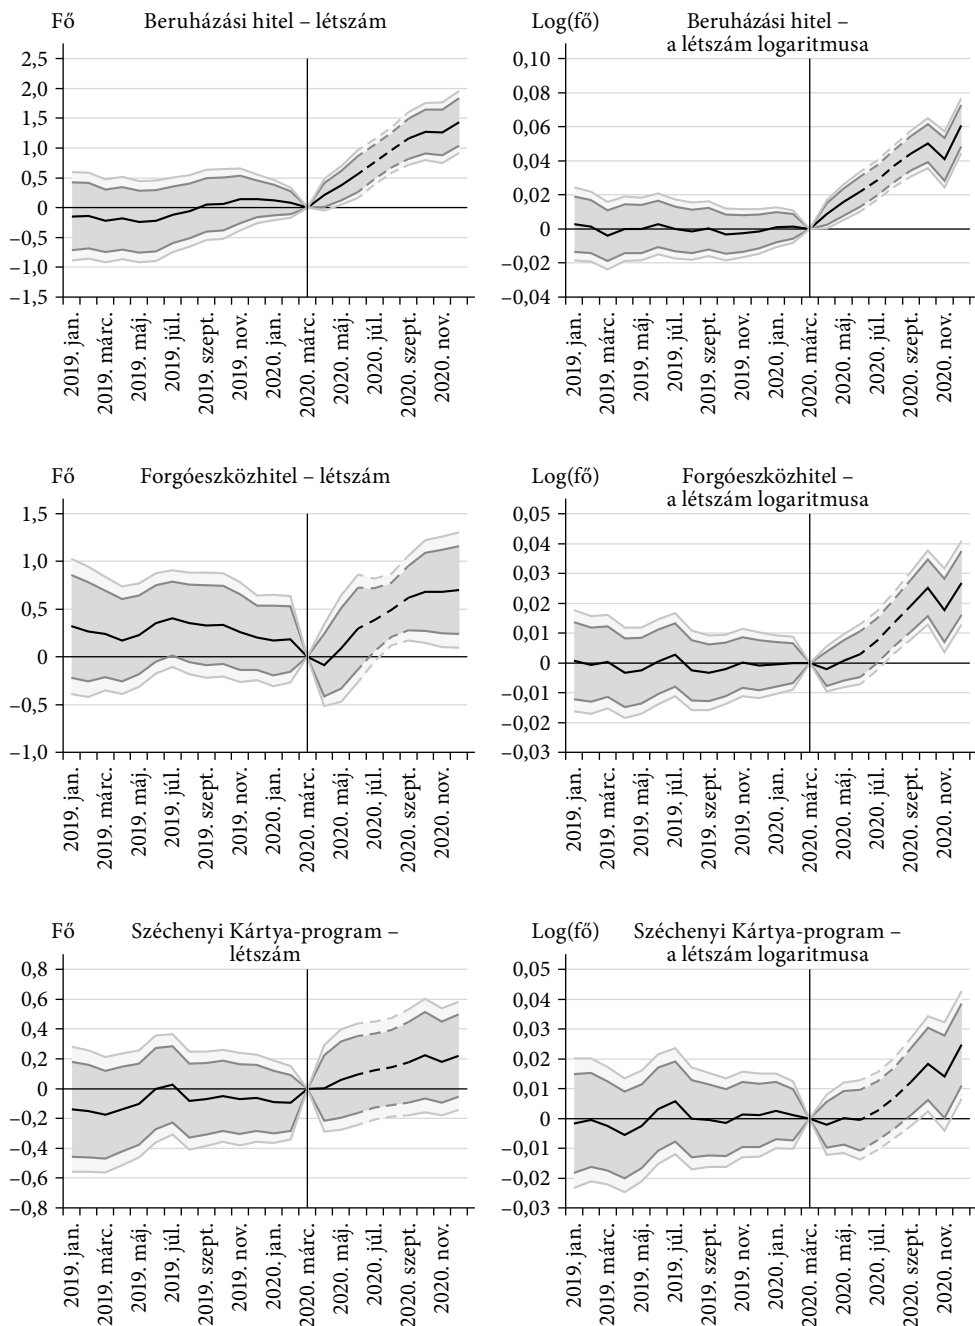 Fő
Beruházási hitel – létszám
2,5
2,0
1,5
1,0
0,5
0
–0,5
–1,0
–1,5
2019. jan.
2019. márc.
2019. máj.
2019. júl.
2019. szept.
2019. nov.
2020. jan.
2020. márc.
2020. máj.
2020. júl.
2020. szept.
2020. nov.
Log(fő)
Beruházási hitel –
a létszám logaritmusa
0,10
0,08
0,06
0,04
0,02
0
–0,02
–0,04
2019. jan.
2019. márc.
2019. máj.
2019. júl.
2019. szept.
2019. nov.
2020. jan.
2020. márc.
2020. máj.
2020. júl.
2020. szept.
2020. nov.
Fő
Forgóeszközhitel – létszám
1,5
1,0
0,5
0
–0,5
–1,0
2019. jan.
2019. márc.
2019. máj.
2019. júl.
2019. szept.
2019. nov.
2020. jan.
2020. márc.
2020. máj.
2020. júl.
2020. szept.
2020. nov.
Log(fő)
Forgóeszközhitel –
a létszám logaritmusa
0,05
0,04
0,03
0,02
0,01
0
–0,01
–0,02
–0,03
2019. jan.
2019. márc.
2019. máj.
2019. júl.
2019. szept.
2019. nov.
2020. jan.
2020. márc.
2020. máj.
2020. júl.
2020. szept.
2020. nov.
Fő
Széchenyi Kártya-program –
létszám
0,8
0,6
0,4
0,2
0
–0,2
–0,4
–0,6
–0,8
2019. jan.
2019. márc.
2019. máj.
2019. júl.
2019. szept.
2019. nov.
2020. jan.
2020. márc.
2020. máj.
2020. júl.
2020. szept.
2020. nov.
Log(fő)
Széchenyi Kártya-program –
a létszám logaritmusa
0,05
0,04
0,03
0,02
0,01
0
–0,01
–0,02
–0,03
2019. jan.
2019. márc.
2019. máj.
2019. júl.
2019. szept.
2019. nov.
2020. jan.
2020. márc.
2020. máj.
2020. júl.
2020. szept.
2020. nov.